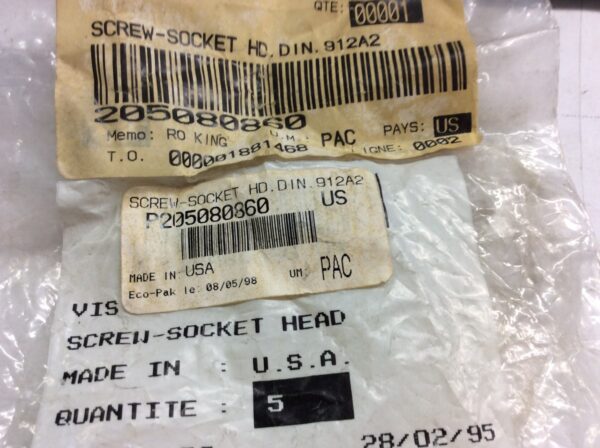 QTE: 00001
SCREW-SOCKET HD.DIN.912A2
205080860
Memo: RO KING U.M.: PAC PAYS: US
T.O. 000001881468 LIGNE: 0002
SCREW-SOCKET HD.DIN.912A2
P205080860 US
MADE IN: USA
Eco-Pak le: 08/05/98 UM: PAC
VIS
SCREW-SOCKET HEAD
MADE IN : U.S.A.
QUANTITE : 5
28/02/95